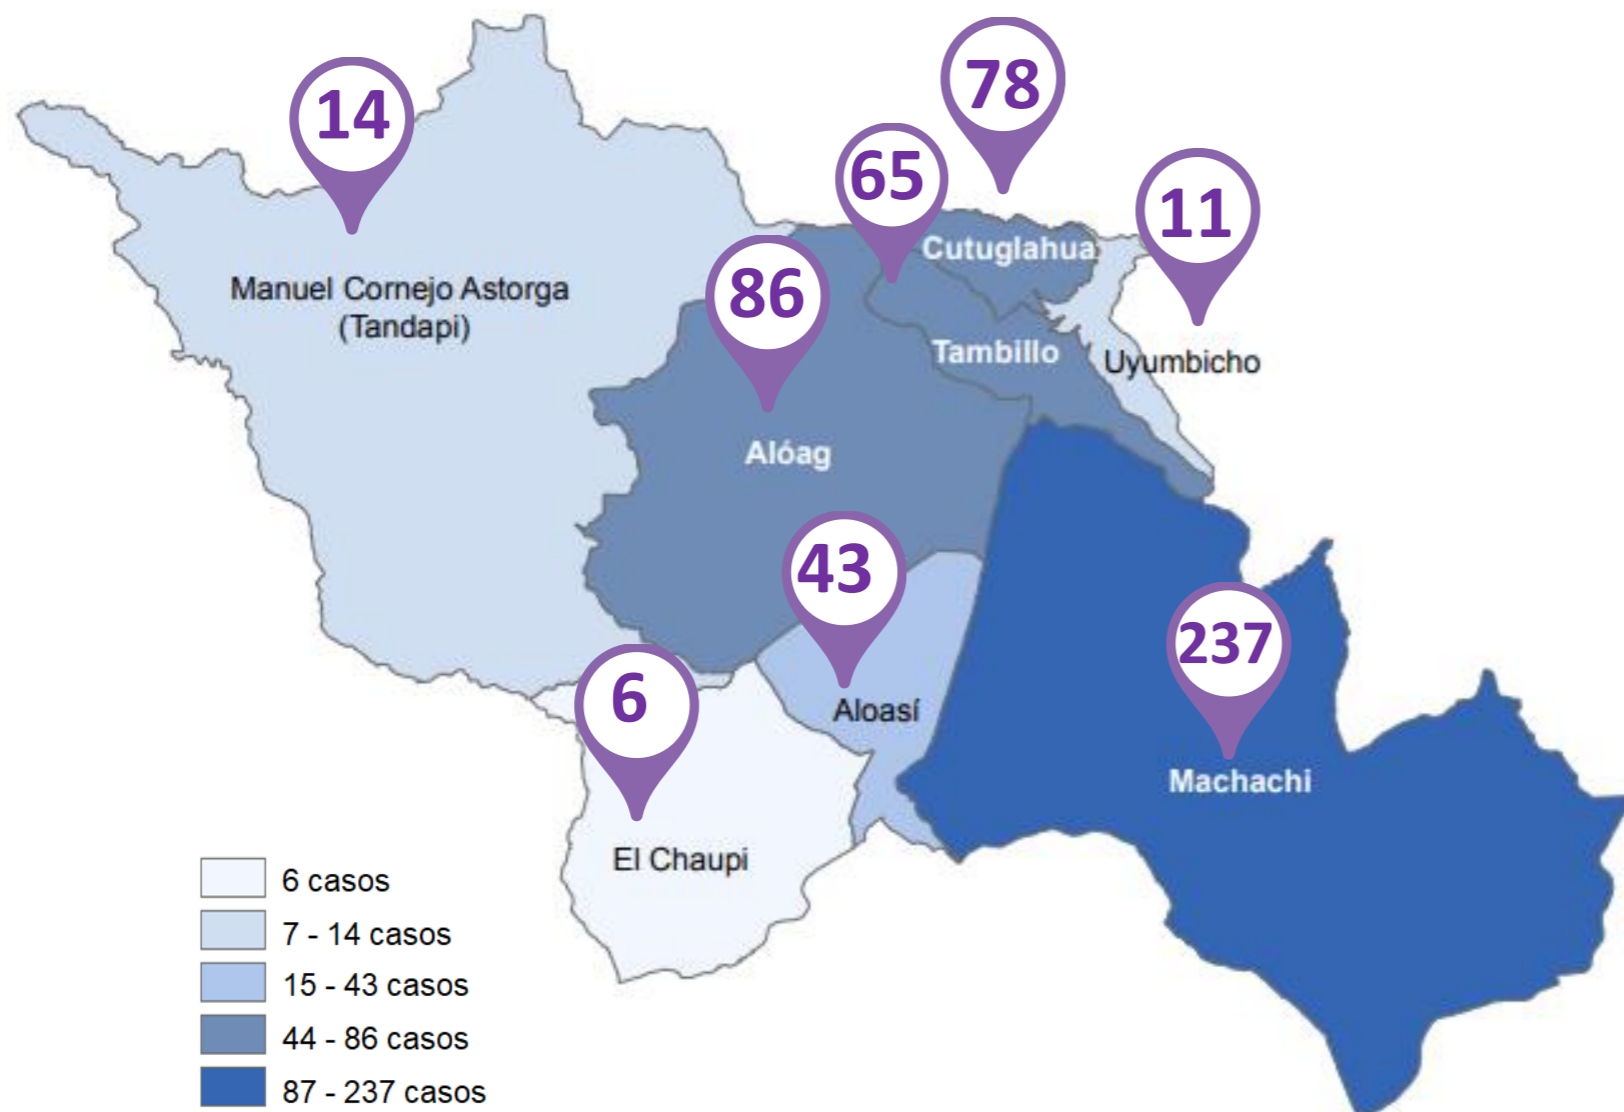 78
14
65
11
Cutuglahua
86
Manuel Cornejo Astorga
(Tandapi)
Tambillo
Uyumbicho
Alóag
43
237
6
Aloasí
Machachi
El Chaupi
6 casos
7 - 14 casos
15 - 43 casos
44 - 86 casos
87 - 237 casos